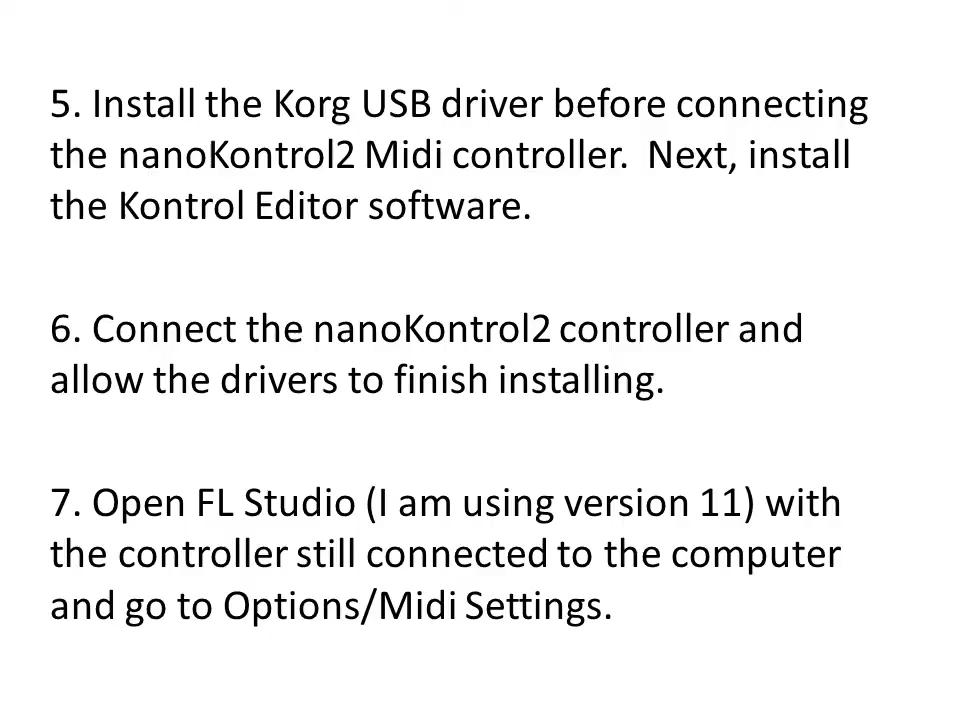 5. Install the Korg USB driver before connecting
the nanoKontrol2 Midi controller.  Next, install
the Kontrol Editor software.
6. Connect the nanoKontrol2 controller and
allow the drivers to finish installing.
7. Open FL Studio (I am using version 11) with
the controller still connected to the computer
and go to Options/Midi Settings.